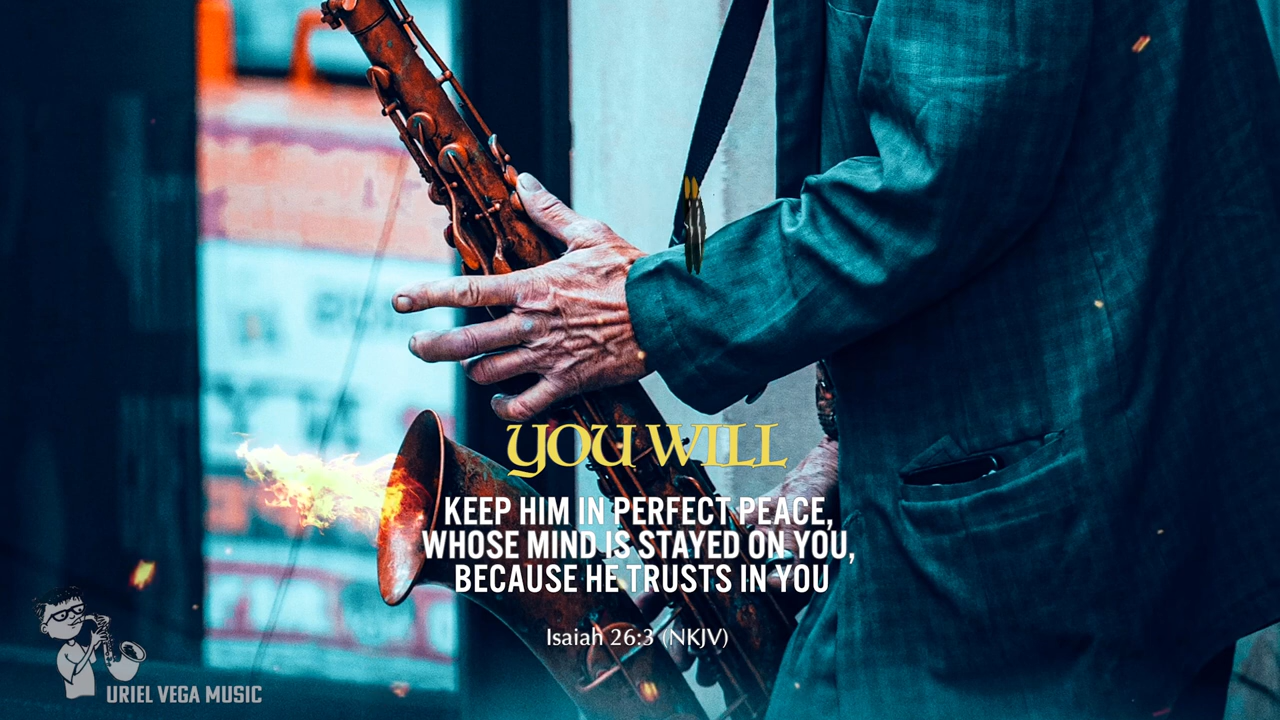 YOU WILL
KEEP HIM IN PERFECT PEACE,
WHOSE MIND IS STAYED ON YOU,
BECAUSE HE TRUSTS IN YOU
Isaiah 26:3 (NKJV)
URIEL VEGA MUSIC